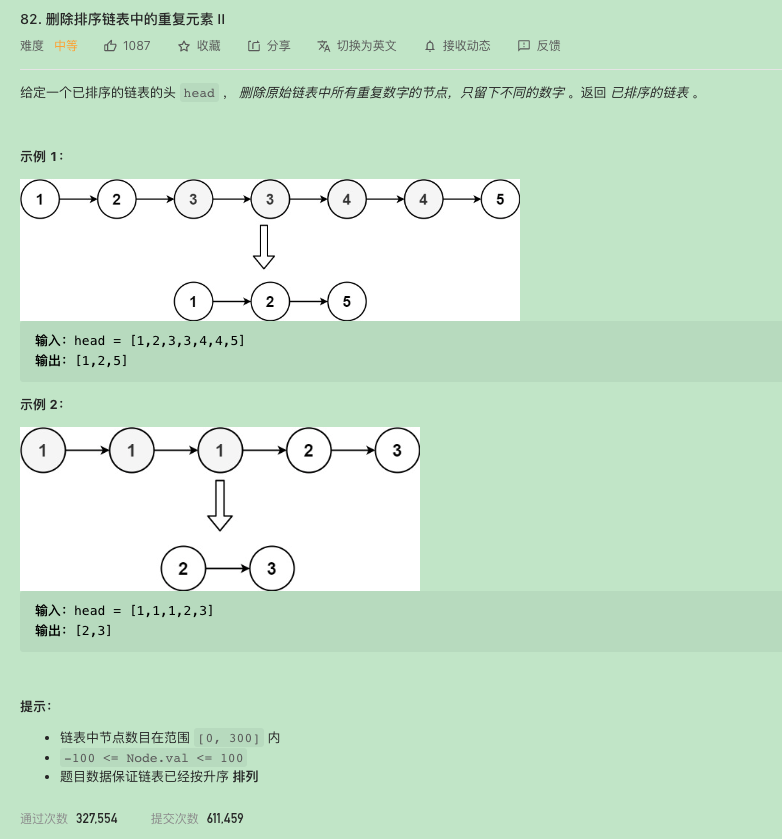 82. 删除排序链表中的重复元素 II
难度 中等 1087 收藏 分享 切换为英文 接收动态 反馈
给定一个已排序的链表的头 head ， 删除原始链表中所有重复数字的节点，只留下不同的数字 。返回 已排序的链表 。
示例 1：
1 2 3 3 4 4 5
1 2 5
输入：head = [1,2,3,3,4,4,5]
输出：[1,2,5]
示例 2：
1 1 1 2 3
2 3
输入：head = [1,1,1,2,3]
输出：[2,3]
提示：
• 链表中节点数目在范围 [0, 300] 内
• -100 <= Node.val <= 100
• 题目数据保证链表已经按升序 排列
通过次数 327,554 提交次数 611,459